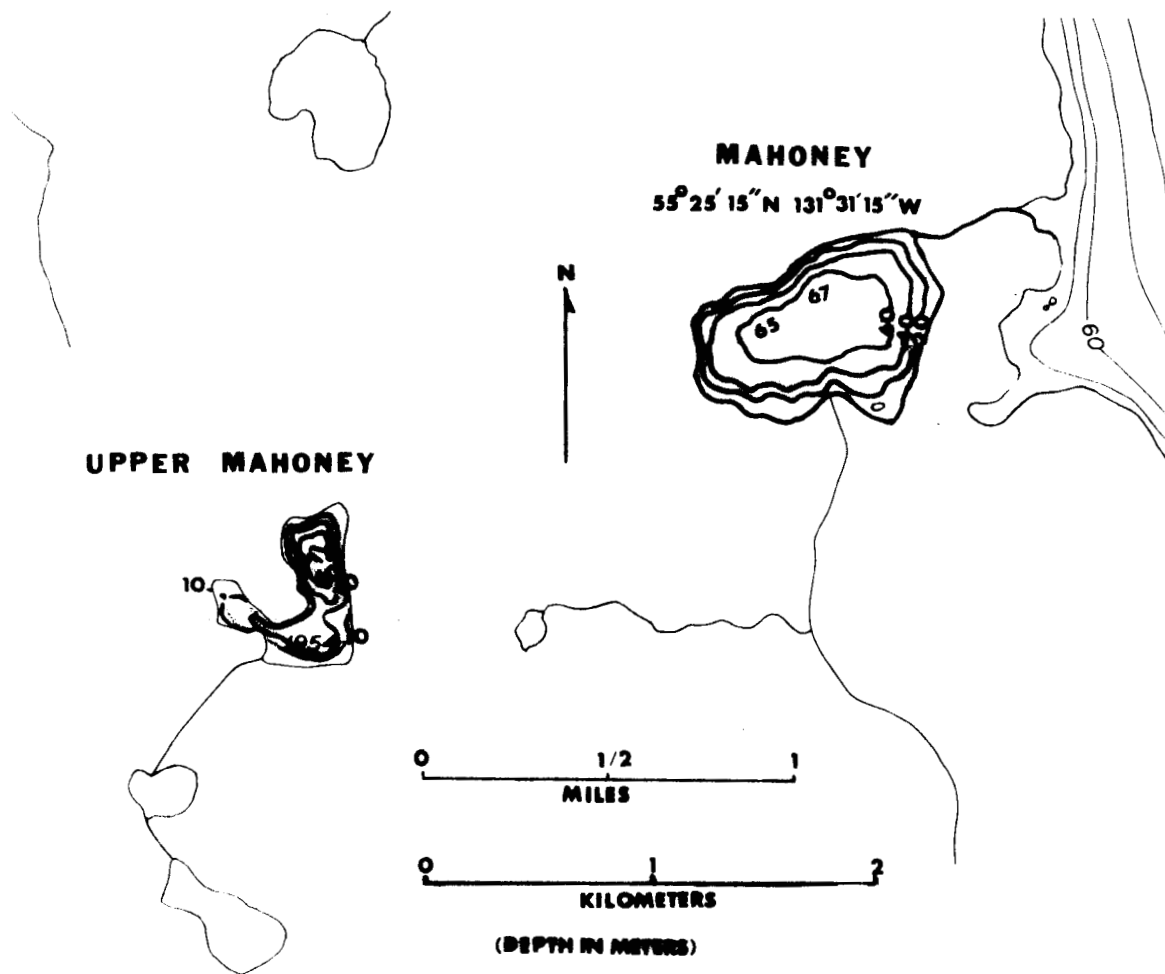 MAHONEY
55° 25' 15" N 131° 31' 15" W
N
67
65
60
UPPER MAHONEY
10
0 1/2 1
MILES
0 1 2
KILOMETERS
(DEPTH IN METERS)